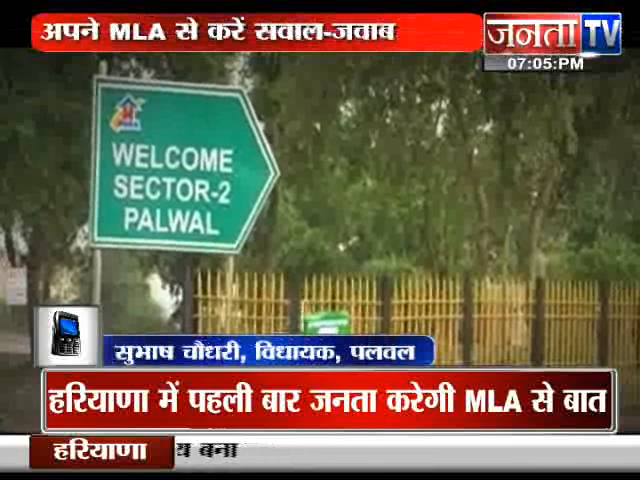 अपने MLA से करें सवाल-जवाब
जनता TV
07:05:PM
WELCOME
SECTOR-2
PALWAL
सुभाष चौधरी, विधायक, पलवल
हरियाणा में पहली बार जनता करेगी MLA से बात
हरियाणा
बना